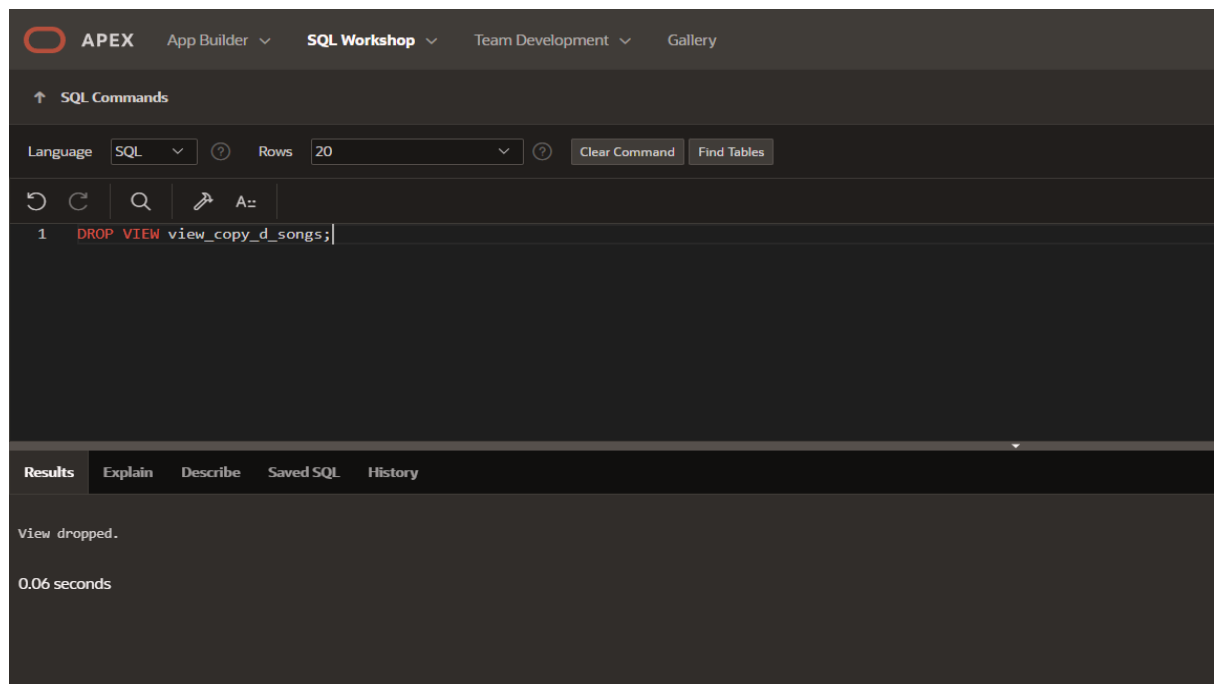 APEX App Builder SQL Workshop Team Development Gallery
SQL Commands
Language SQL Rows 20 Clear Command Find Tables
A::
1 DROP VIEW view_copy_d_songs;
Results Explain Describe Saved SQL History
View dropped.
0.06 seconds